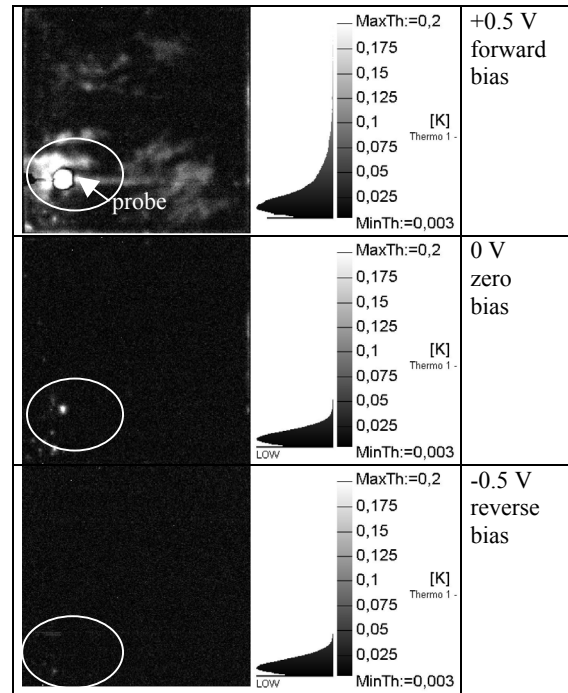 MaxTh:=0,2
0,175
0,15
0,125
0,1 [K]
Thermo 1 -
0,075
0,05
0,025
MinTh:=0,003
probe
+0.5 V
forward
bias
MaxTh:=0,2
0,175
0,15
0,125
0,1 [K]
Thermo 1 -
0,075
0,05
0,025
LOW
MinTh:=0,003
0 V
zero
bias
MaxTh:=0,2
0,175
0,15
0,125
0,1 [K]
Thermo 1 -
0,075
0,05
0,025
LOW
MinTh:=0,003
-0.5 V
reverse
bias